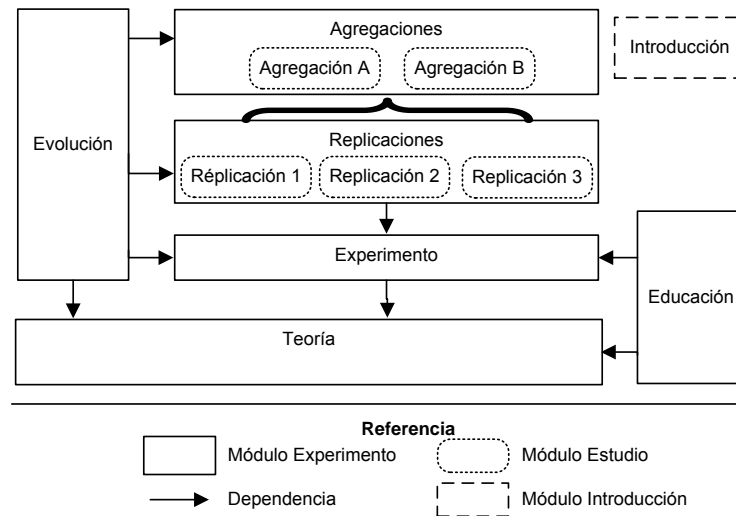 Agregaciones
Introducción
Agregación A
Agregación B
Evolución
Replicaciones
Réplicación 1
Replicación 2
Replicación 3
Experimento
Educación
Teoría
Referencia
Módulo Experimento
Módulo Estudio
Dependencia
Módulo Introducción